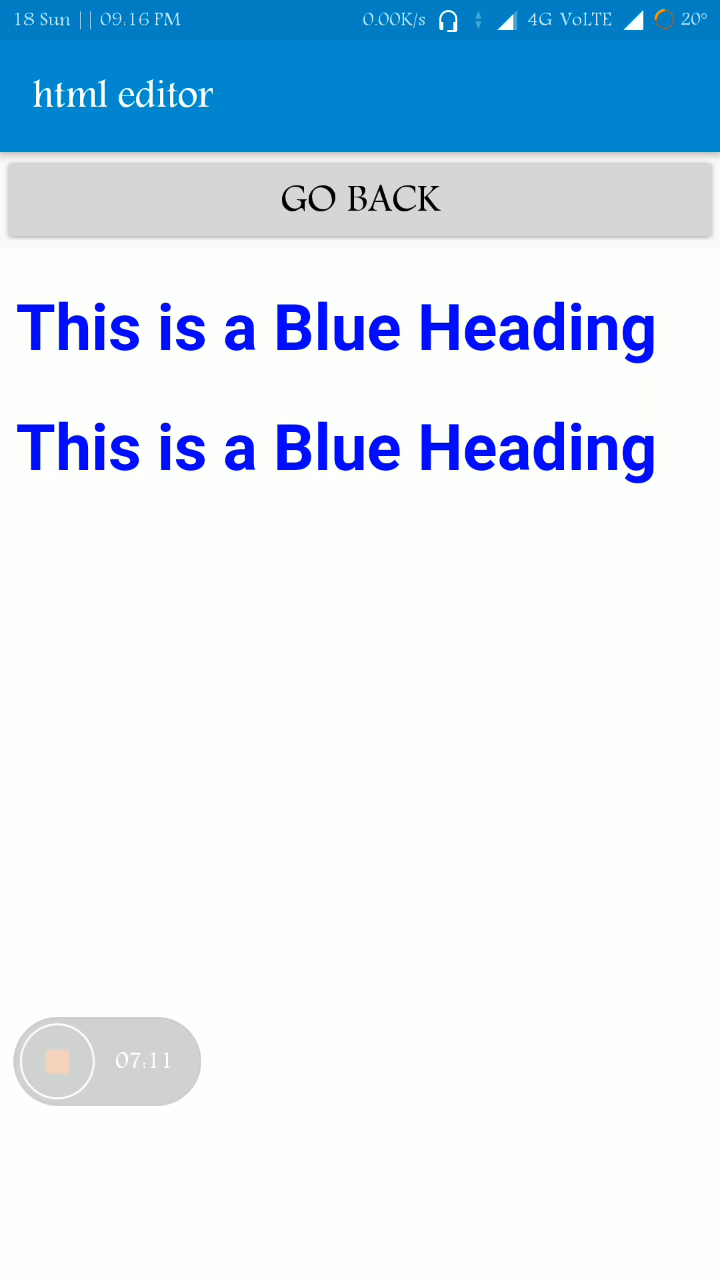 18 Sun || 09:16 PM 0.00K/s 4G VoLTE 20°
html editor
GO BACK
This is a Blue Heading
This is a Blue Heading
07:11